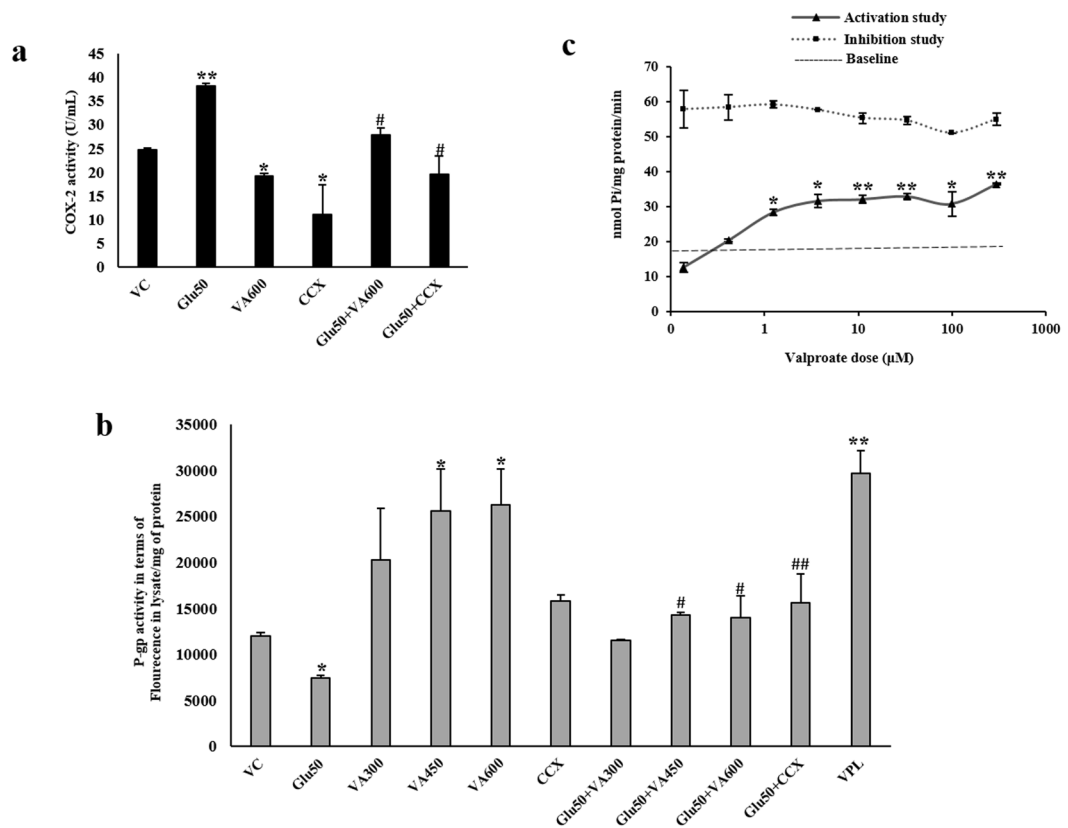 a
COX-2 activity (U/mL)
45
40
35
30
25
20
15
10
5
0
**
*
*
#
#
VC
Glu50
VA600
CCX
Glu50+VA600
Glu50+CCX
c
Activation study
Inhibition study
Baseline
nmol Pi/mg protein/min
70
60
50
40
30
20
10
0
*
*
**
**
*
**
0
1
10
100
1000
Valproate dose (µM)
b
P-gp activity in terms of
Flourecence in lysate/mg of protein
35000
30000
25000
20000
15000
10000
5000
0
*
*
*
#
#
##
**
VC
Glu50
VA300
VA450
VA600
CCX
Glu50+VA300
Glu50+VA450
Glu50+VA600
Glu50+CCX
VPL